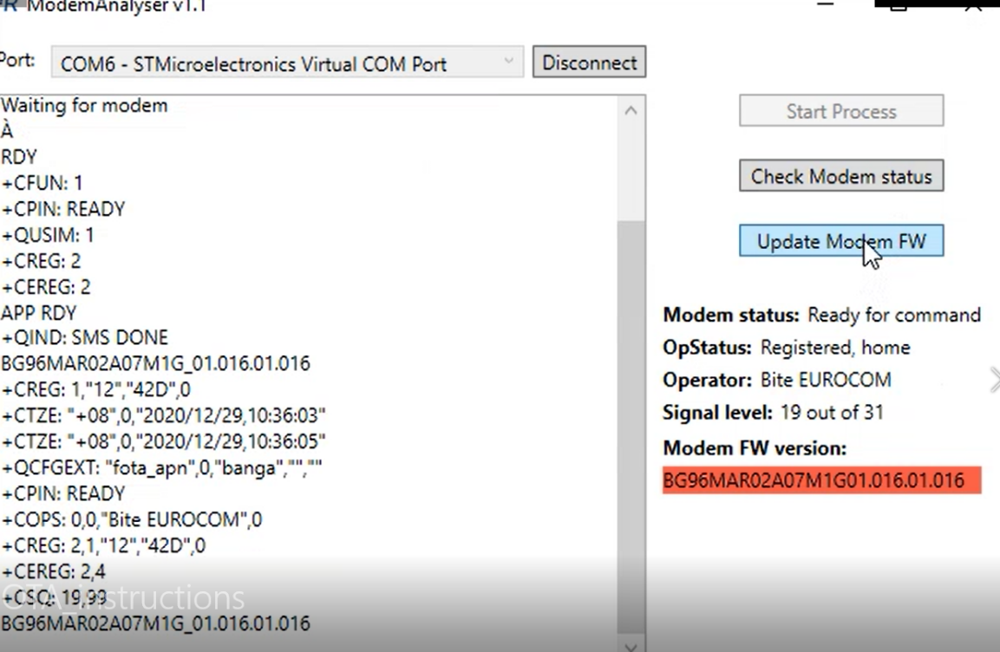 ModemAnalyser v1.1
Port: COM6 - STMicroelectronics Virtual COM Port Disconnect
Waiting for modem
À
RDY
+CFUN: 1
+CPIN: READY
+QUSIM: 1
+CREG: 2
+CEREG: 2
APP RDY
+QIND: SMS DONE
BG96MAR02A07M1G_01.016.01.016
+CREG: 1,"12","42D",0
+CTZE: "+08",0,"2020/12/29,10:36:03"
+CTZE: "+08",0,"2020/12/29,10:36:05"
+QCFGEXT: "fota_apn",0,"banga","",""
+CPIN: READY
+COPS: 0,0,"Bite EUROCOM",0
+CREG: 2,1,"12","42D",0
+CEREG: 2,4
+CSQ: 19,99
OTA_instructions
BG96MAR02A07M1G_01.016.01.016
Start Process
Check Modem status
Update Modem FW
Modem status: Ready for command
OpStatus: Registered, home
Operator: Bite EUROCOM
Signal level: 19 out of 31
Modem FW version:
BG96MAR02A07M1G01.016.01.016